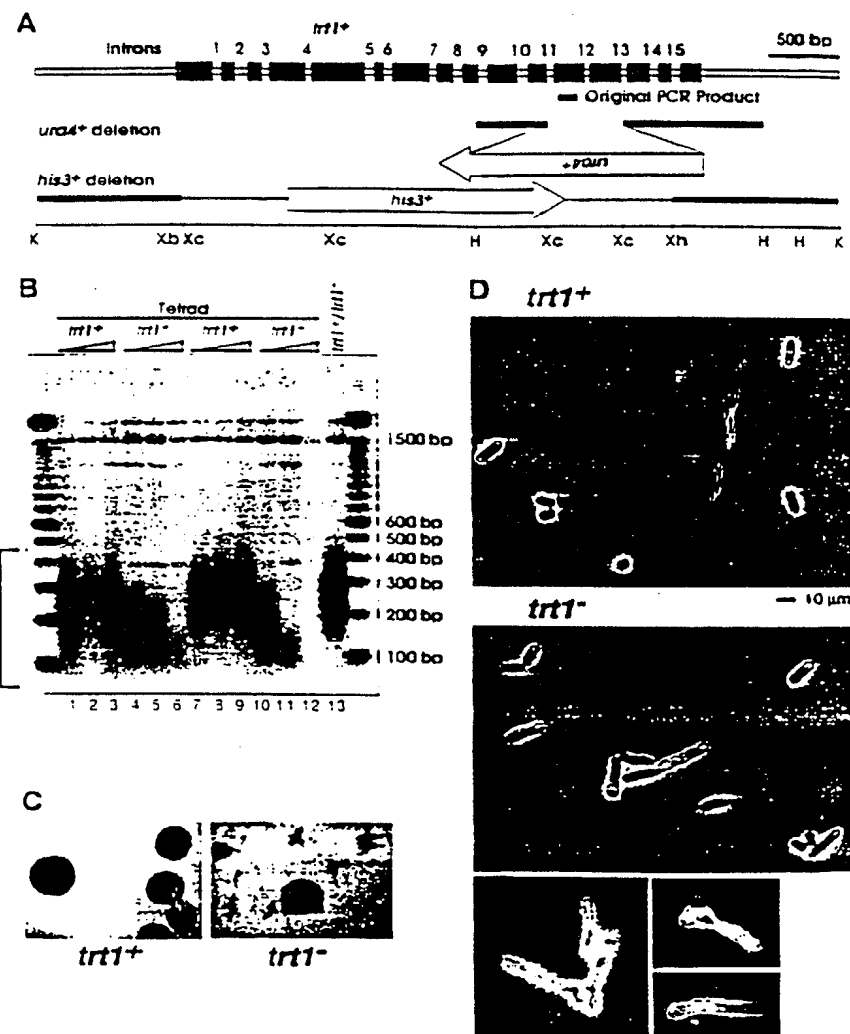 A
trt1+
Introns 1 2 3 4 5 6 7 8 9 10 11 12 13 14 15
500 bp
Original PCR Product
ura4+ deletion
ura4+
his3+ deletion
his3+
K Xb Xc Xc H Xc Xc Xh H H K
B
Tetrad
trt1+ trt1- trt1+ trt1-
1500 bp
600 bp
500 bp
400 bp
300 bp
200 bp
100 bp
1 2 3 4 5 6 7 8 9 10 11 12 13
C
trt1+ trt1-
D
trt1+
10 μm
trt1-